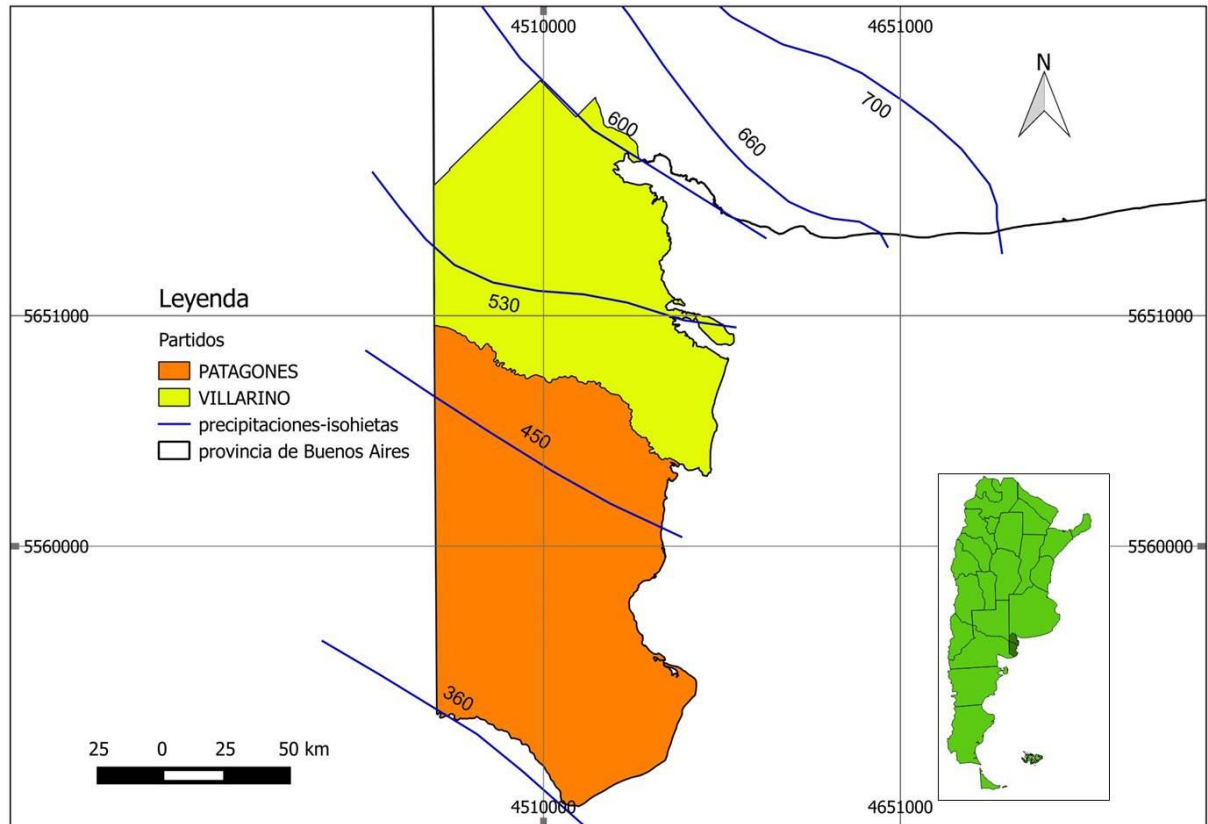 4510000
4651000
N
700
600
660
530
Leyenda
5651000
5651000
Partidos
PATAGONES
VILLARINO
precipitaciones-isohietas
provincia de Buenos Aires
450
5560000
5560000
360
25 0 25 50 km
4510000
4651000